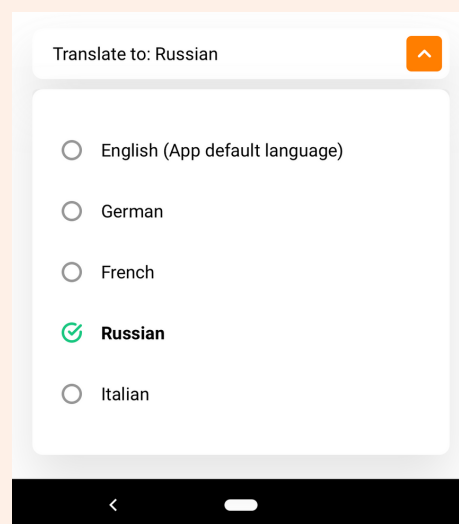 Translate to: Russian
English (App default language)
German
French
Russian
Italian